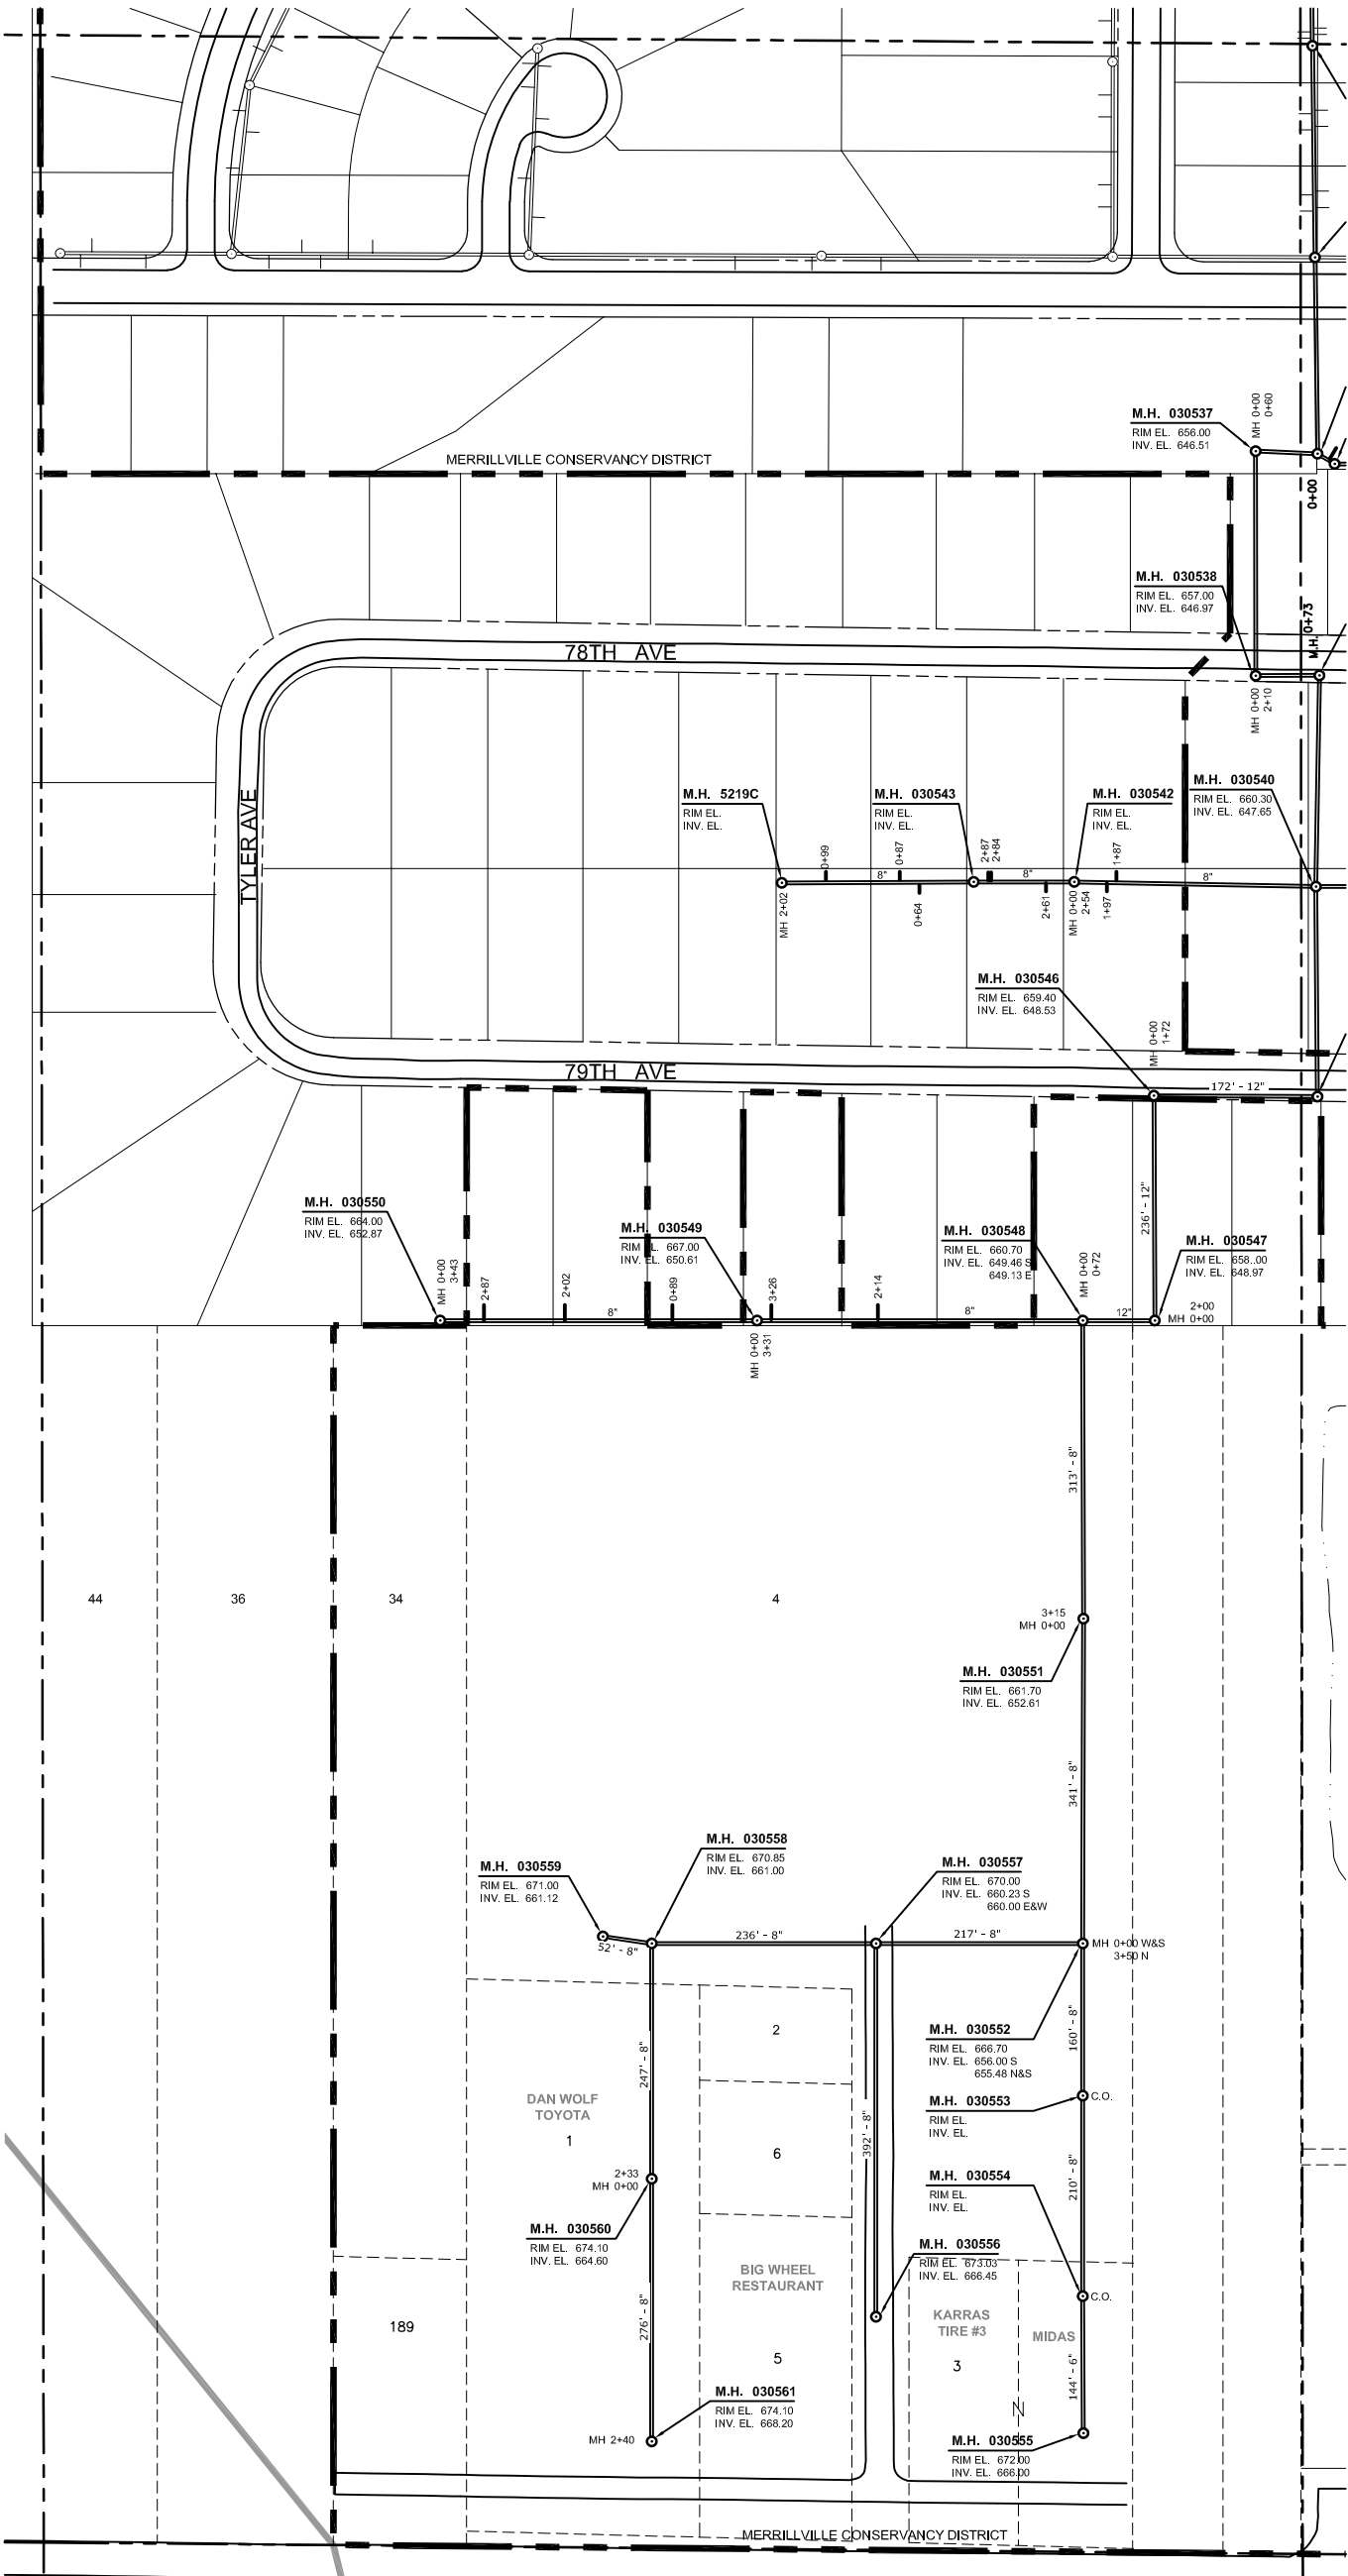 M.H. 030537
RIM EL. 656.00
INV. EL. 646.51
MH 0+00
0+60
MERRILLVILLE CONSERVANCY DISTRICT
0+00
M.H. 030538
RIM EL. 657.00
INV. EL. 646.97
M.H. 0+73
78TH AVE
MH 0+00
2+10
TYLER AVE
M.H. 5219C
RIM EL.
INV. EL.
M.H. 030543
RIM EL.
INV. EL.
M.H. 030542
RIM EL.
INV. EL.
M.H. 030540
RIM EL. 660.30
INV. EL. 647.65
0+99
0+87
2+87
2+84
1+87
8"
8"
8"
MH 2+02
0+64
2+61
MH 0+00
2+54
1+97
M.H. 030546
RIM EL. 659.40
INV. EL. 648.53
MH 0+00
1+72
79TH AVE
172' - 12"
236' - 12"
M.H. 030550
RIM EL. 664.00
INV. EL. 652.87
M.H. 030549
RIM EL. 667.00
INV. EL. 650.61
M.H. 030548
RIM EL. 660.70
INV. EL. 649.46 S
649.13 E
M.H. 030547
RIM EL. 658..00
INV. EL. 648.97
MH 0+00
3+43
2+87
2+02
0+89
3+26
2+14
MH 0+00
0+72
8"
8"
12"
2+00
MH 0+00
MH 0+00
3+31
313' - 8"
44
36
34
4
3+15
MH 0+00
M.H. 030551
RIM EL. 661.70
INV. EL. 652.61
341' - 8"
M.H. 030558
RIM EL. 670.85
INV. EL. 661.00
M.H. 030559
RIM EL. 671.00
INV. EL. 661.12
M.H. 030557
RIM EL. 670.00
INV. EL. 660.23 S
660.00 E&W
52' - 8"
236' - 8"
217' - 8"
MH 0+00 W&S
3+50 N
M.H. 030552
RIM EL. 666.70
INV. EL. 656.00 S
655.48 N&S
160' - 8"
2
247' - 8"
DAN WOLF
TOYOTA
1
M.H. 030553
RIM EL.
INV. EL.
C.O.
392' - 8"
6
2+33
MH 0+00
M.H. 030554
RIM EL.
INV. EL.
210' - 8"
M.H. 030560
RIM EL. 674.10
INV. EL. 664.60
M.H. 030556
RIM EL. 673.03
INV. EL. 666.45
BIG WHEEL
RESTAURANT
C.O.
189
276' - 8"
KARRAS
TIRE #3
MIDAS
5
3
144' - 6"
M.H. 030561
RIM EL. 674.10
INV. EL. 668.20
N
MH 2+40
M.H. 030555
RIM EL. 672.00
INV. EL. 666.00
MERRILLVILLE CONSERVANCY DISTRICT